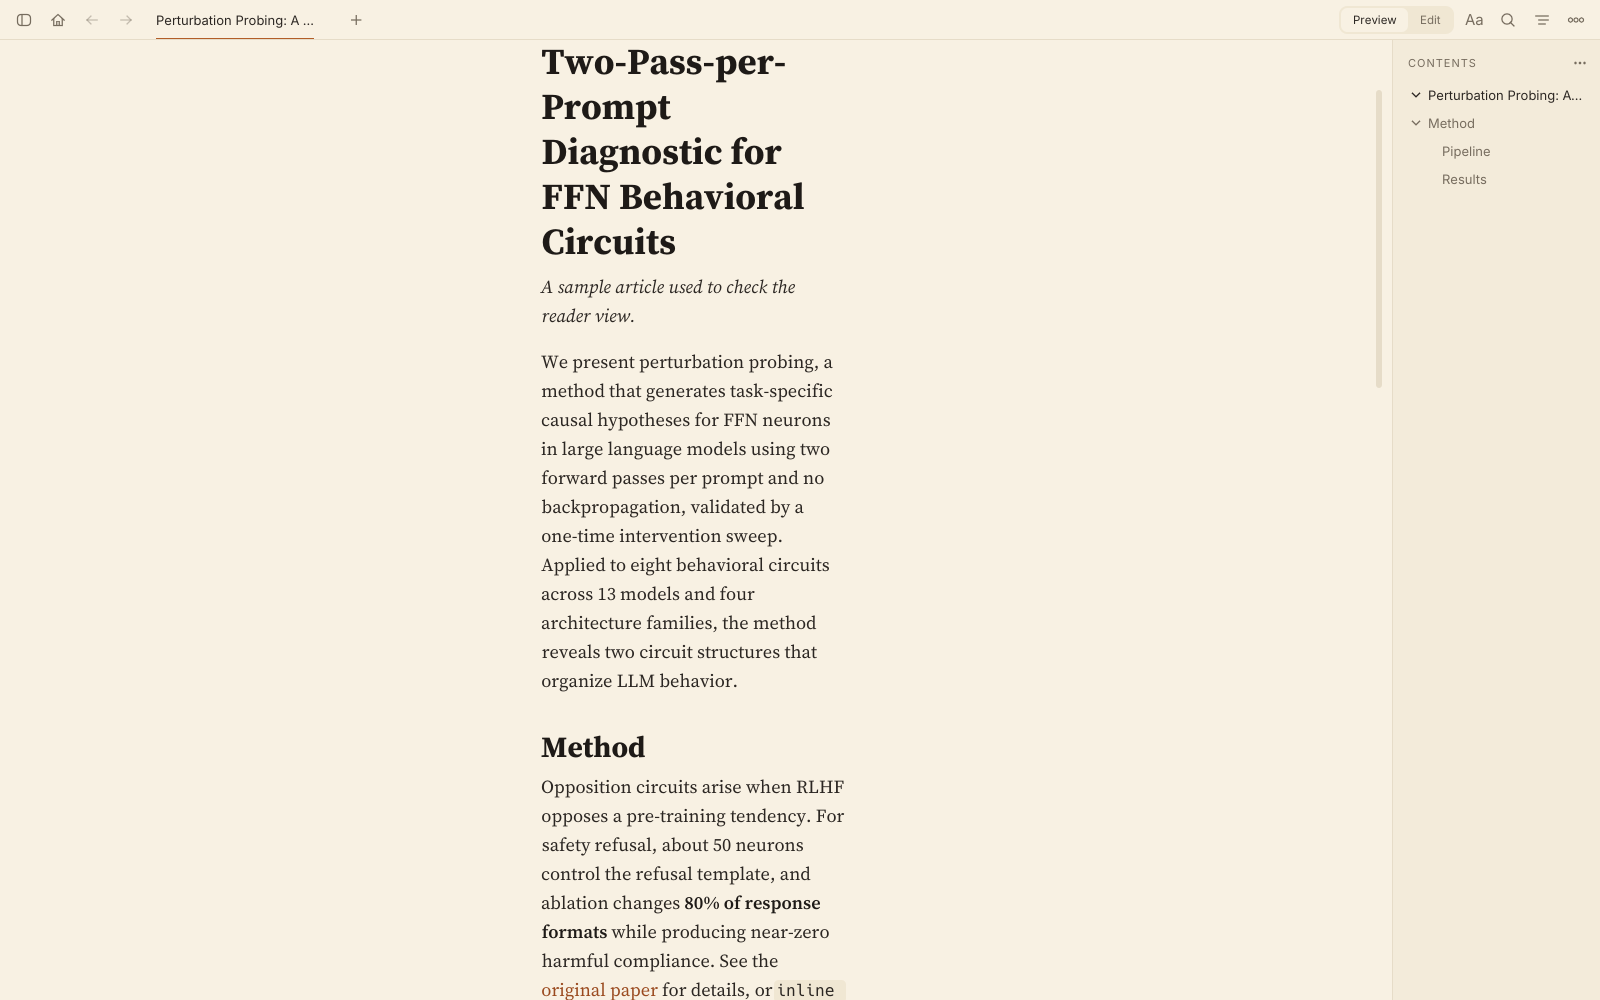 Perturbation Probing: A ...
Preview
Edit
Aa
Two-Pass-per-
Prompt
Diagnostic for
FFN Behavioral
Circuits
A sample article used to check the
reader view.
We present perturbation probing, a
method that generates task-specific
causal hypotheses for FFN neurons
in large language models using two
forward passes per prompt and no
backpropagation, validated by a
one-time intervention sweep.
Applied to eight behavioral circuits
across 13 models and four
architecture families, the method
reveals two circuit structures that
organize LLM behavior.
Method
Opposition circuits arise when RLHF
opposes a pre-training tendency. For
safety refusal, about 50 neurons
control the refusal template, and
ablation changes 80% of response
formats while producing near-zero
harmful compliance. See the
original paper for details, or inline
CONTENTS
Perturbation Probing: A...
Method
Pipeline
Results